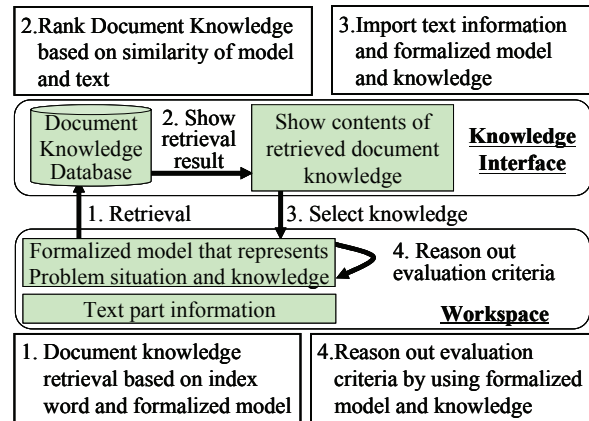 2.Rank Document Knowledge
based on similarity of model
and text
3.Import text information
and formalized model
and knowledge
Document
Knowledge
Database
2. Show
retrieval
result
Show contents of
retrieved document
knowledge
Knowledge
Interface
1. Retrieval
3. Select knowledge
Formalized model that represents
Problem situation and knowledge
4. Reason out
evaluation criteria
Text part information
Workspace
1. Document knowledge
retrieval based on index
word and formalized model
4.Reason out evaluation
criteria by using formalized
model and knowledge